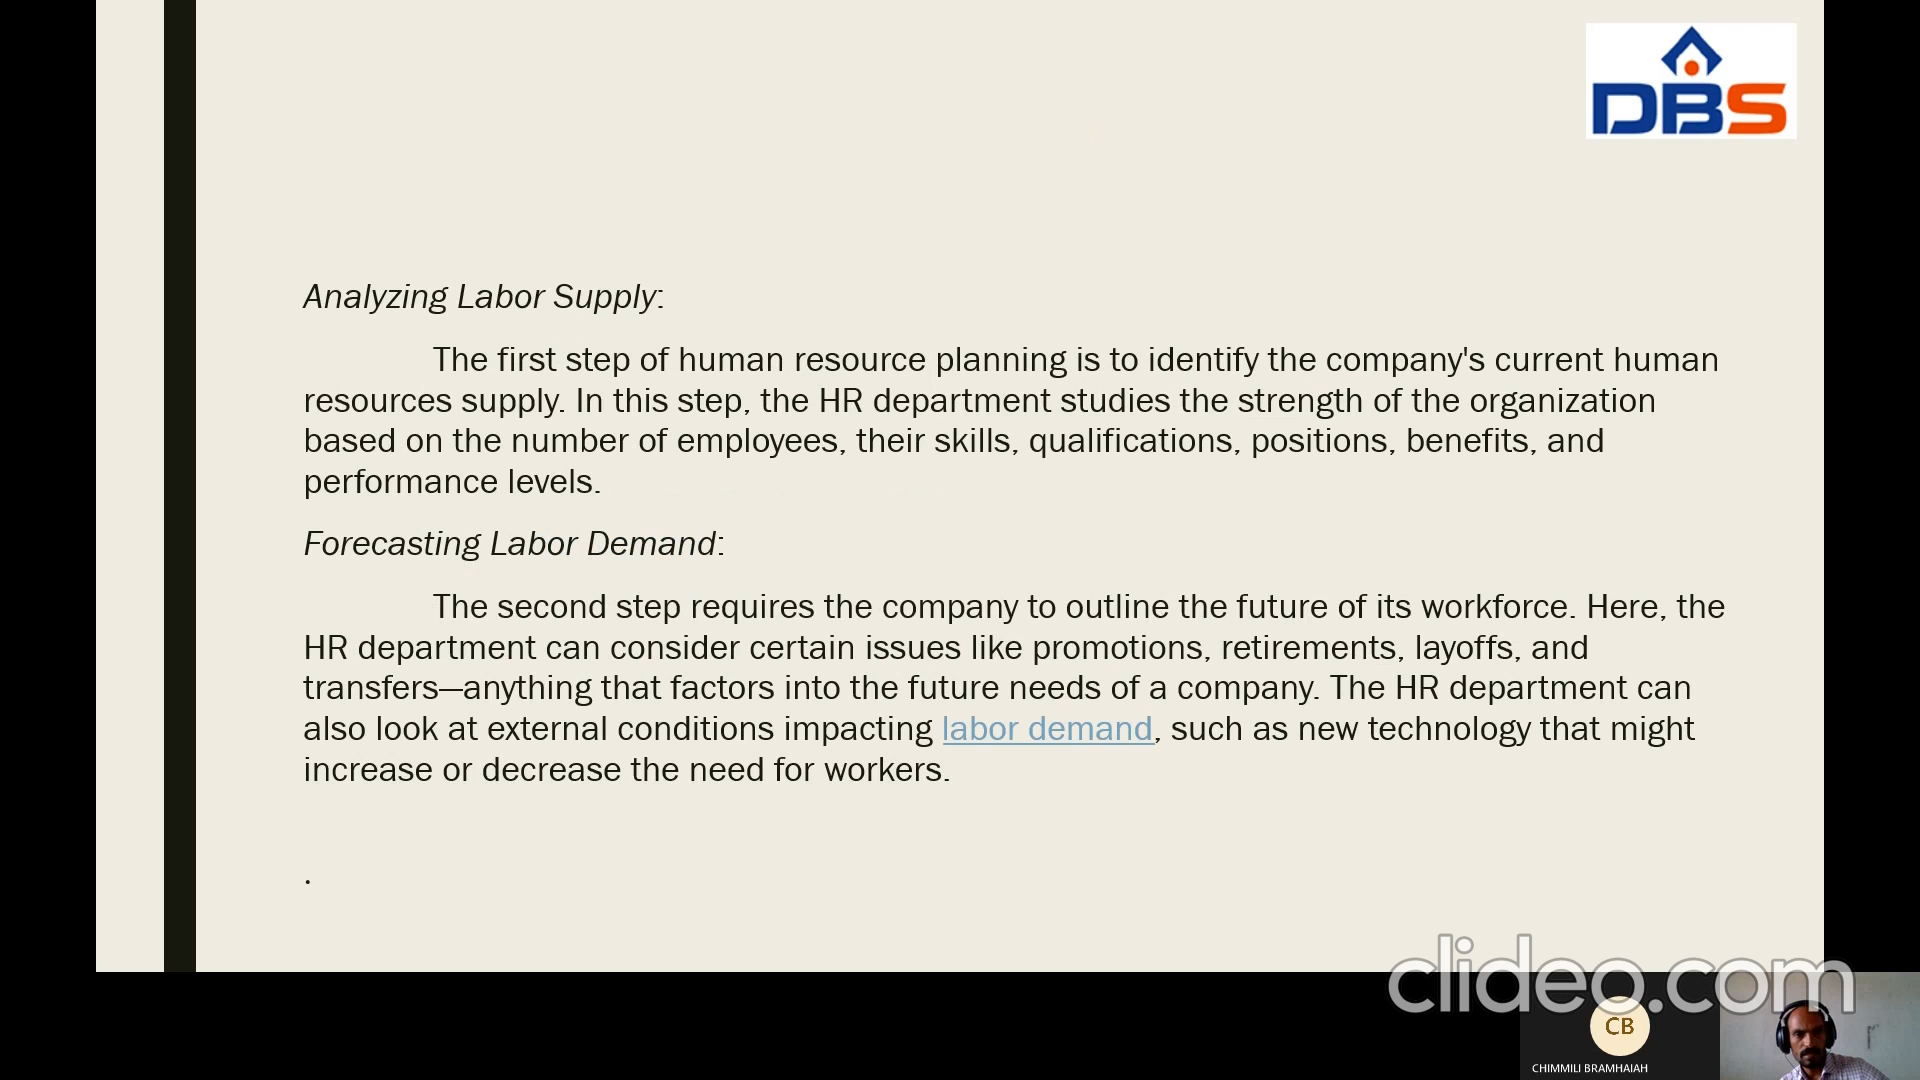 DBS
Analyzing Labor Supply:
The first step of human resource planning is to identify the company's current human
resources supply. In this step, the HR department studies the strength of the organization
based on the number of employees, their skills, qualifications, positions, benefits, and
performance levels.
Forecasting Labor Demand:
The second step requires the company to outline the future of its workforce. Here, the
HR department can consider certain issues like promotions, retirements, layoffs, and
transfers—anything that factors into the future needs of a company. The HR department can
also look at external conditions impacting labor demand, such as new technology that might
increase or decrease the need for workers.
.
clideo.com
CB
CHIMMILI BRAMHAIAH